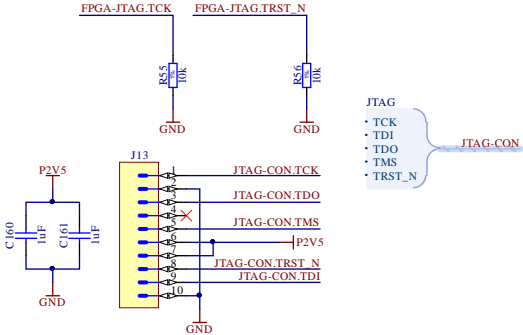 FPGA-JTAG.TCK
FPGA-JTAG.TRST_N
R55
1%
10k
R56
1%
10k
GND
GND
JTAG
TCK
TDI
TDO
TMS
TRST_N
JTAG-CON
J13
P2V5
C160
1uF
C161
1uF
GND
1
JTAG-CON.TCK
2
3
JTAG-CON.TDO
4
5
JTAG-CON.TMS
6
P2V5
7
8
JTAG-CON.TRST_N
9
JTAG-CON.TDI
10
GND